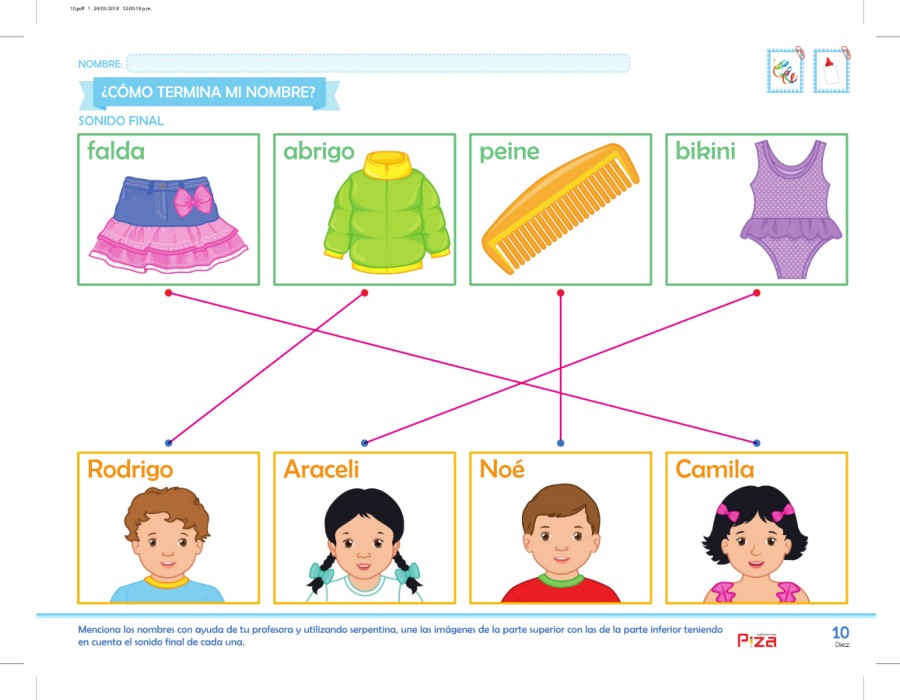 10.pdf 1 24/05/2018 12:00:19 p.m.
NOMBRE:
¿CÓMO TERMINA MI NOMBRE?
SONIDO FINAL
falda
abrigo
peine
bikini
Rodrigo
Araceli
Noé
Camila
Menciona los nombres con ayuda de tu profesora y utilizando serpentina, une las imágenes de la parte superior con las de la parte inferior teniendo
en cuenta el sonido final de cada una.
Piza
10
Diez